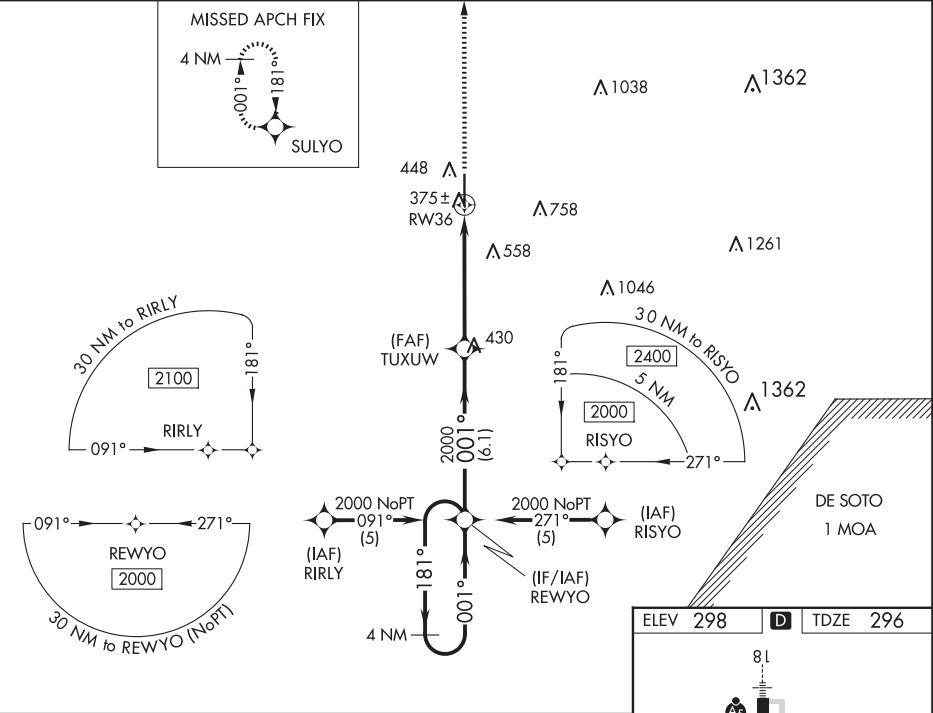 MISSED APCH FIX
4 NM
001°
181°
SULYO
1038
1362
448
375±
RW36
758
558
1261
1046
30 NM to RIRLY
2100
181°
RIRLY
091°
(FAF)
TUXUW
430
30 NM to RISYO
2400
5 NM
181°
2000
RISYO
271°
1362
2000
001°
(6.1)
DE SOTO
1 MOA
091°
271°
REWYO
2000
30 NM to REWYO (NoPT)
2000 NoPT
091°
(5)
(IAF)
RIRLY
2000 NoPT
271°
(5)
(IAF)
RISYO
(IF/IAF)
REWYO
181°
001°
4 NM
ELEV 298
D
TDZE 296
18
A5